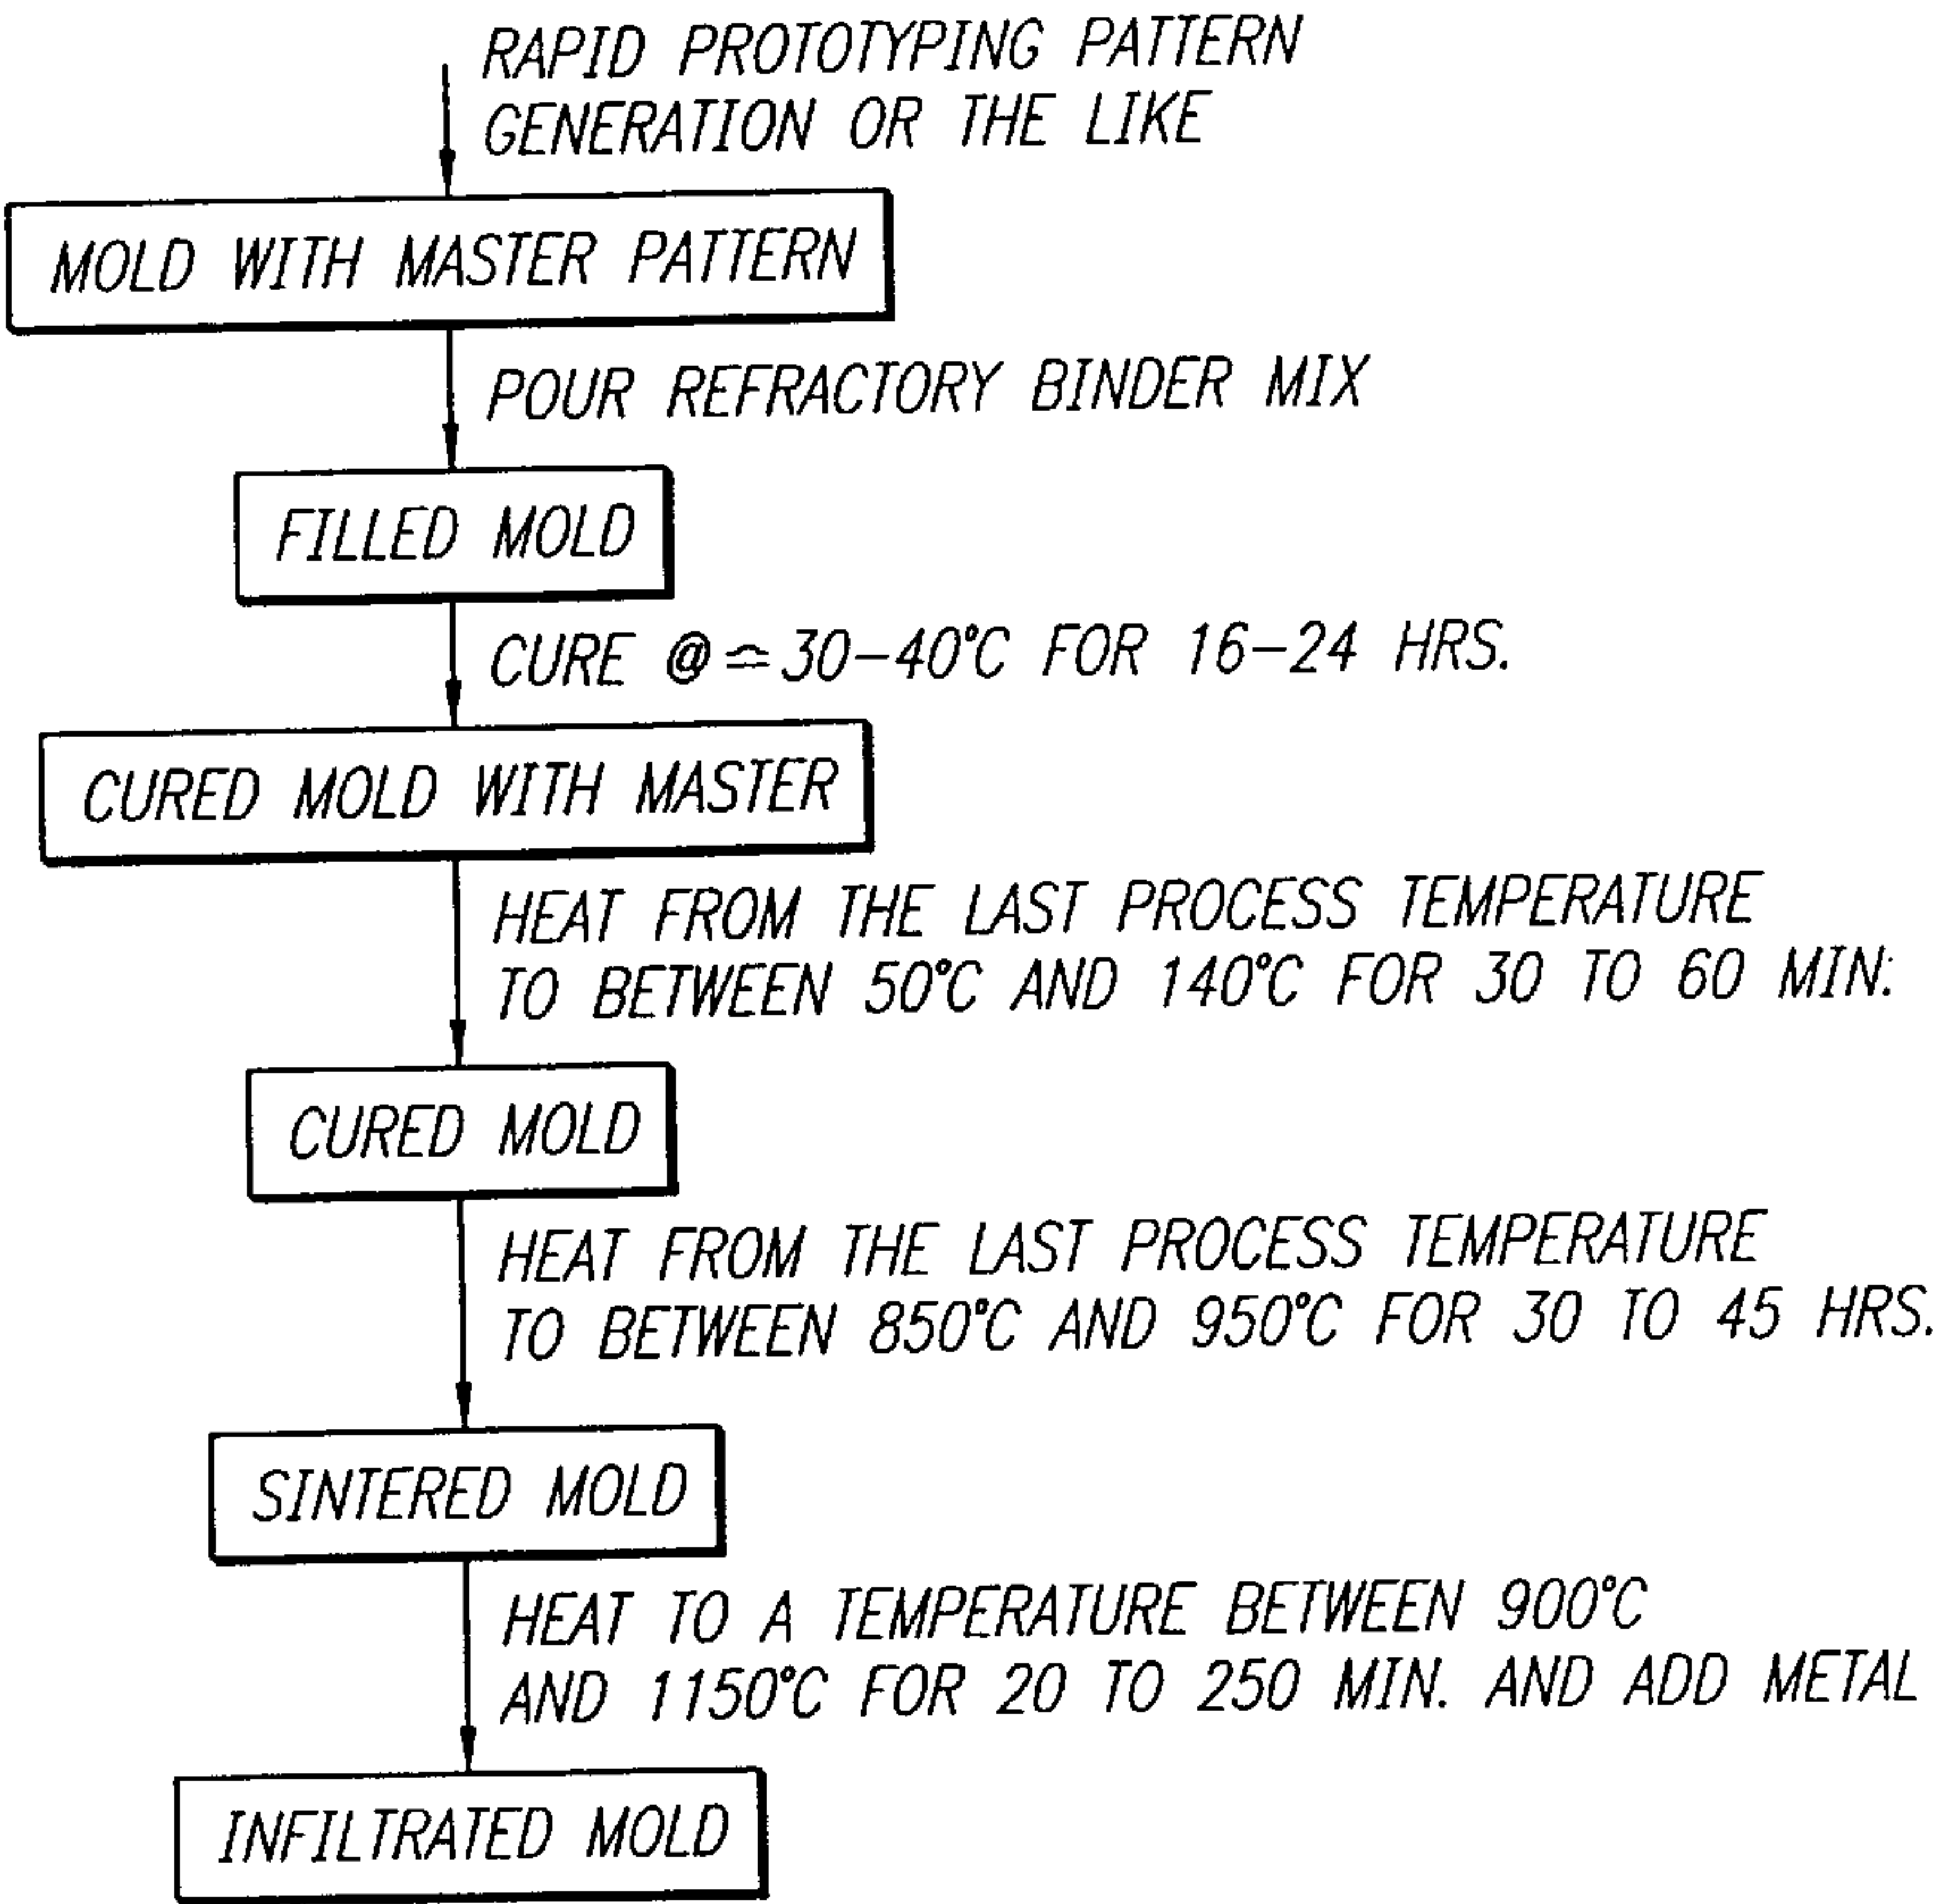 RAPID PROTOTYPING PATTERN
GENERATION OR THE LIKE
MOLD WITH MASTER PATTERN
POUR REFRACTORY BINDER MIX
FILLED MOLD
CURE @≃30-40°C FOR 16-24 HRS.
CURED MOLD WITH MASTER
HEAT FROM THE LAST PROCESS TEMPERATURE
TO BETWEEN 50°C AND 140°C FOR 30 TO 60 MIN.
CURED MOLD
HEAT FROM THE LAST PROCESS TEMPERATURE
TO BETWEEN 850°C AND 950°C FOR 30 TO 45 HRS.
SINTERED MOLD
HEAT TO A TEMPERATURE BETWEEN 900°C
AND 1150°C FOR 20 TO 250 MIN. AND ADD METAL
INFILTRATED MOLD